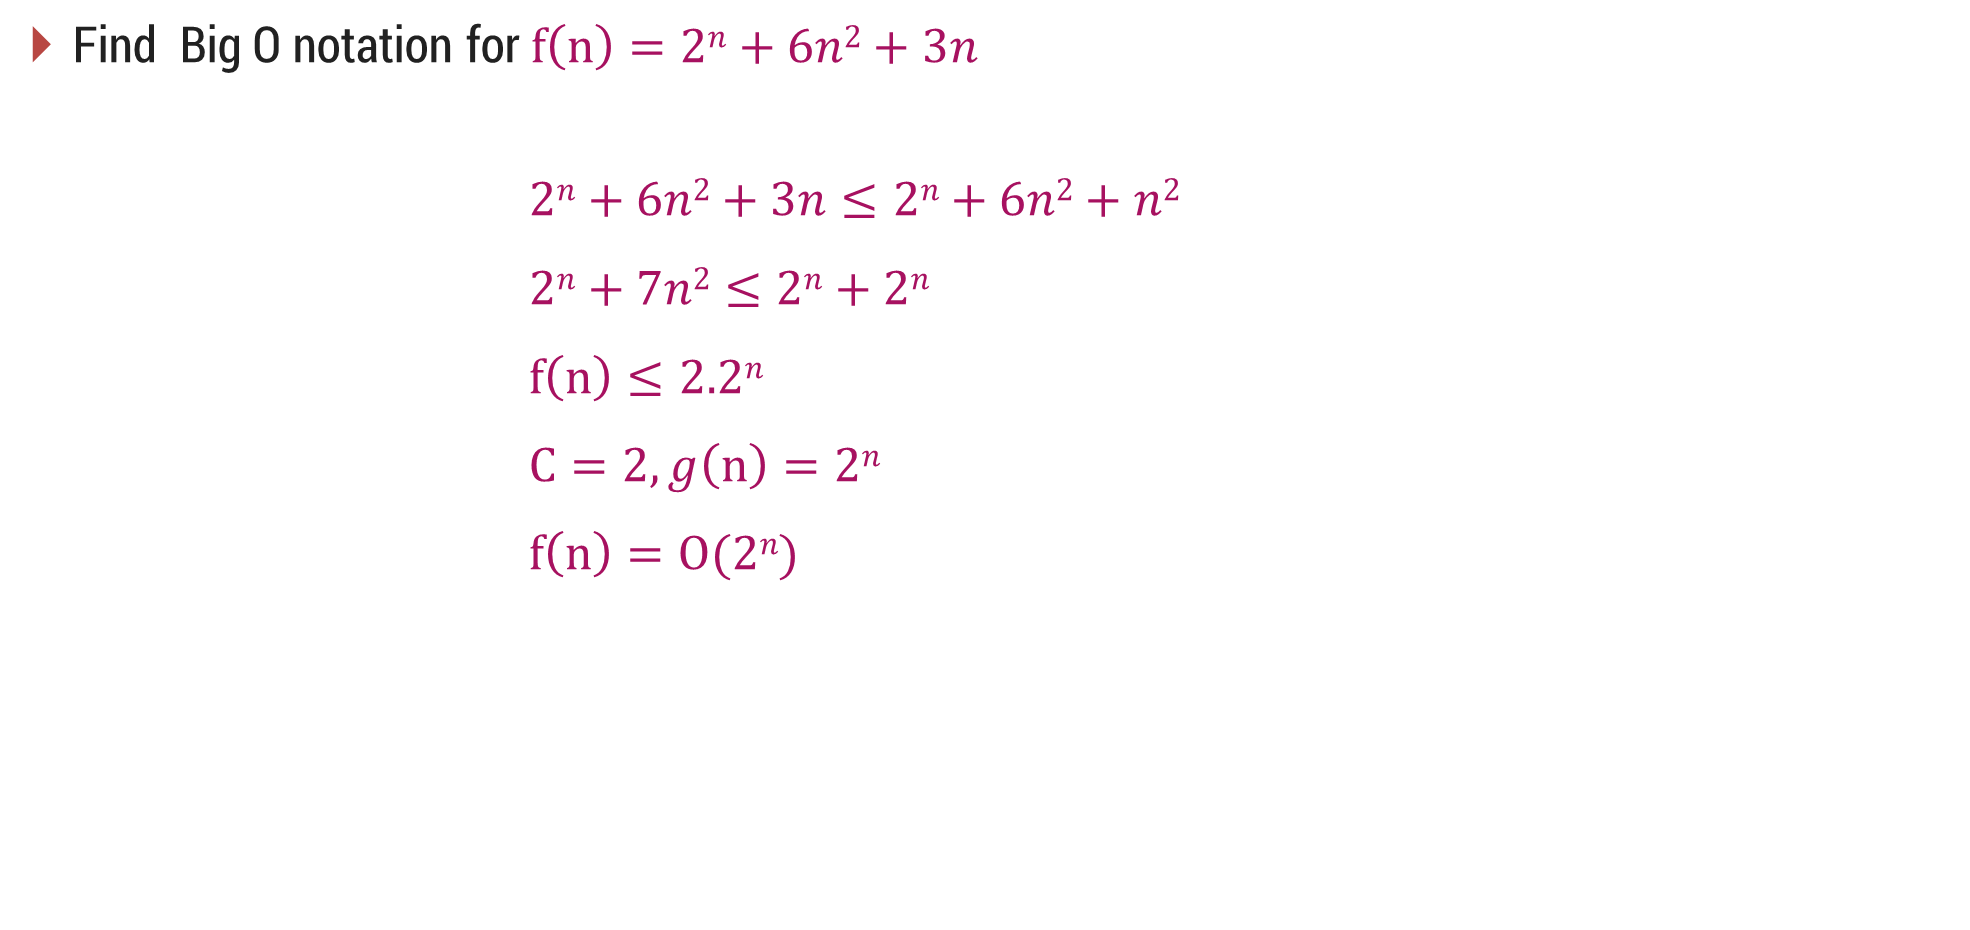 Find Big O notation for f(n) = 2ⁿ + 6n² + 3n
2ⁿ + 6n² + 3n ≤ 2ⁿ + 6n² + n²
2ⁿ + 7n² ≤ 2ⁿ + 2ⁿ
f(n) ≤ 2.2ⁿ
C = 2, g(n) = 2ⁿ
f(n) = O(2ⁿ)